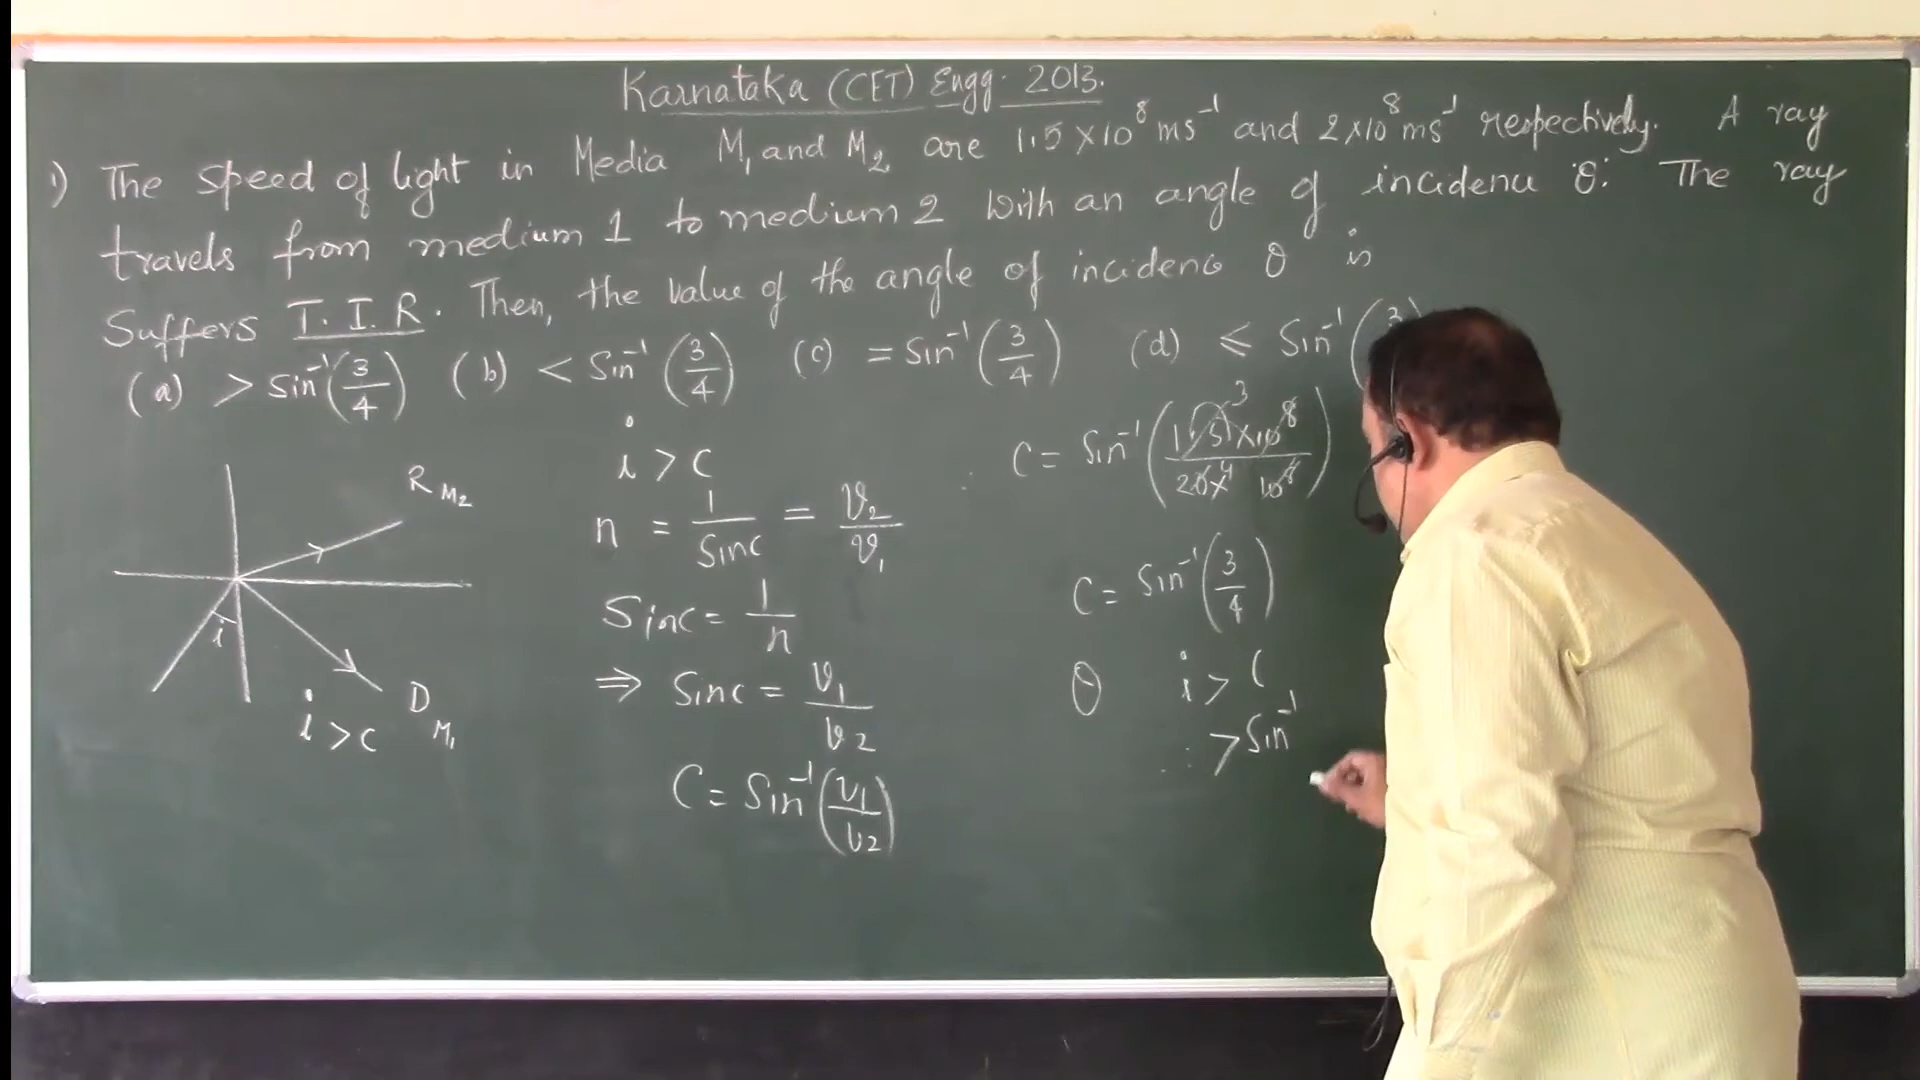 Karnataka (CET) Engg. 2013.
1) The speed of light in Media M₁ and M₂ are 1.5 × 10⁸ ms⁻¹ and 2 × 10⁸ ms⁻¹ respectively. A ray
travels from medium 1 to medium 2 with an angle of incidence θ. The ray
Suffers T.I.R. Then, the value of the angle of incidence θ is
(a) > Sin⁻¹(3/4) (b) < Sin⁻¹(3/4) (c) = Sin⁻¹(3/4) (d) ≤ Sin⁻¹(3
R M₂
i
D M₁
i > c
i > c
n = 1/Sinc = v₂/v₁
Sinc = 1/n
⇒ Sinc = v₁/v₂
C = Sin⁻¹(v₁/v₂)
C = Sin⁻¹(1.5 × 10⁸ / 20 × 10⁸) 3 4
C = Sin⁻¹(3/4)
θ i > c
∴ > Sin⁻¹